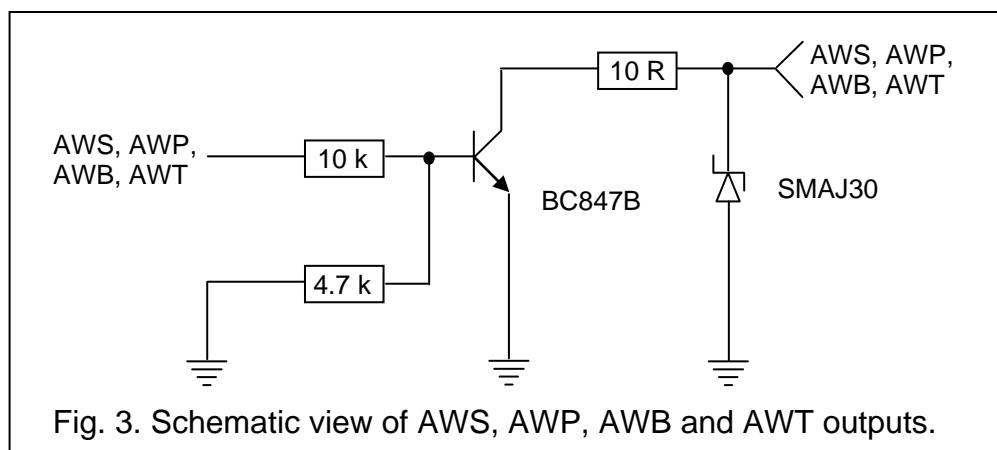 10 R
AWS, AWP,
AWB, AWT
AWS, AWP,
AWB, AWT
10 k
BC847B
SMAJ30
4.7 k
Fig. 3. Schematic view of AWS, AWP, AWB and AWT outputs.